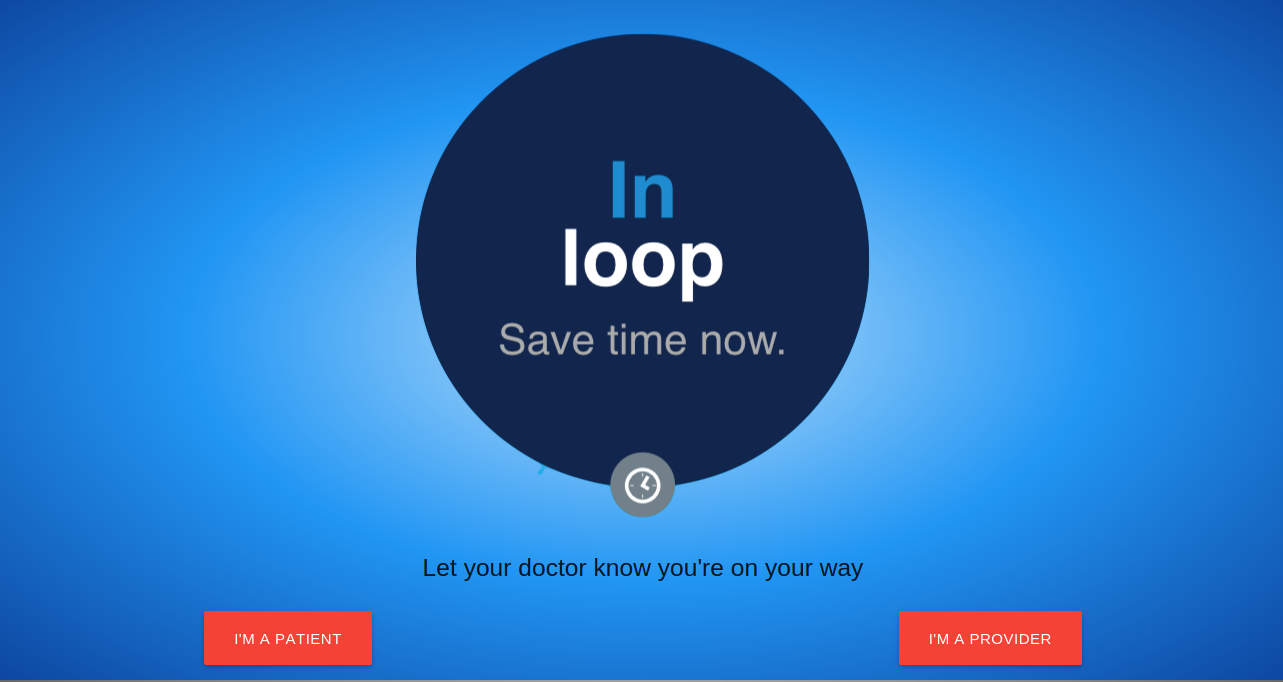 In
loop
Save time now.
Let your doctor know you're on your way
I'M A PATIENT
I'M A PROVIDER